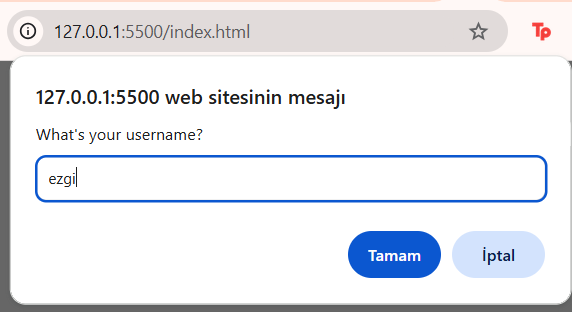 127.0.0.1:5500/index.html
Tp
127.0.0.1:5500 web sitesinin mesajı
What's your username?
ezgi
Tamam
İptal